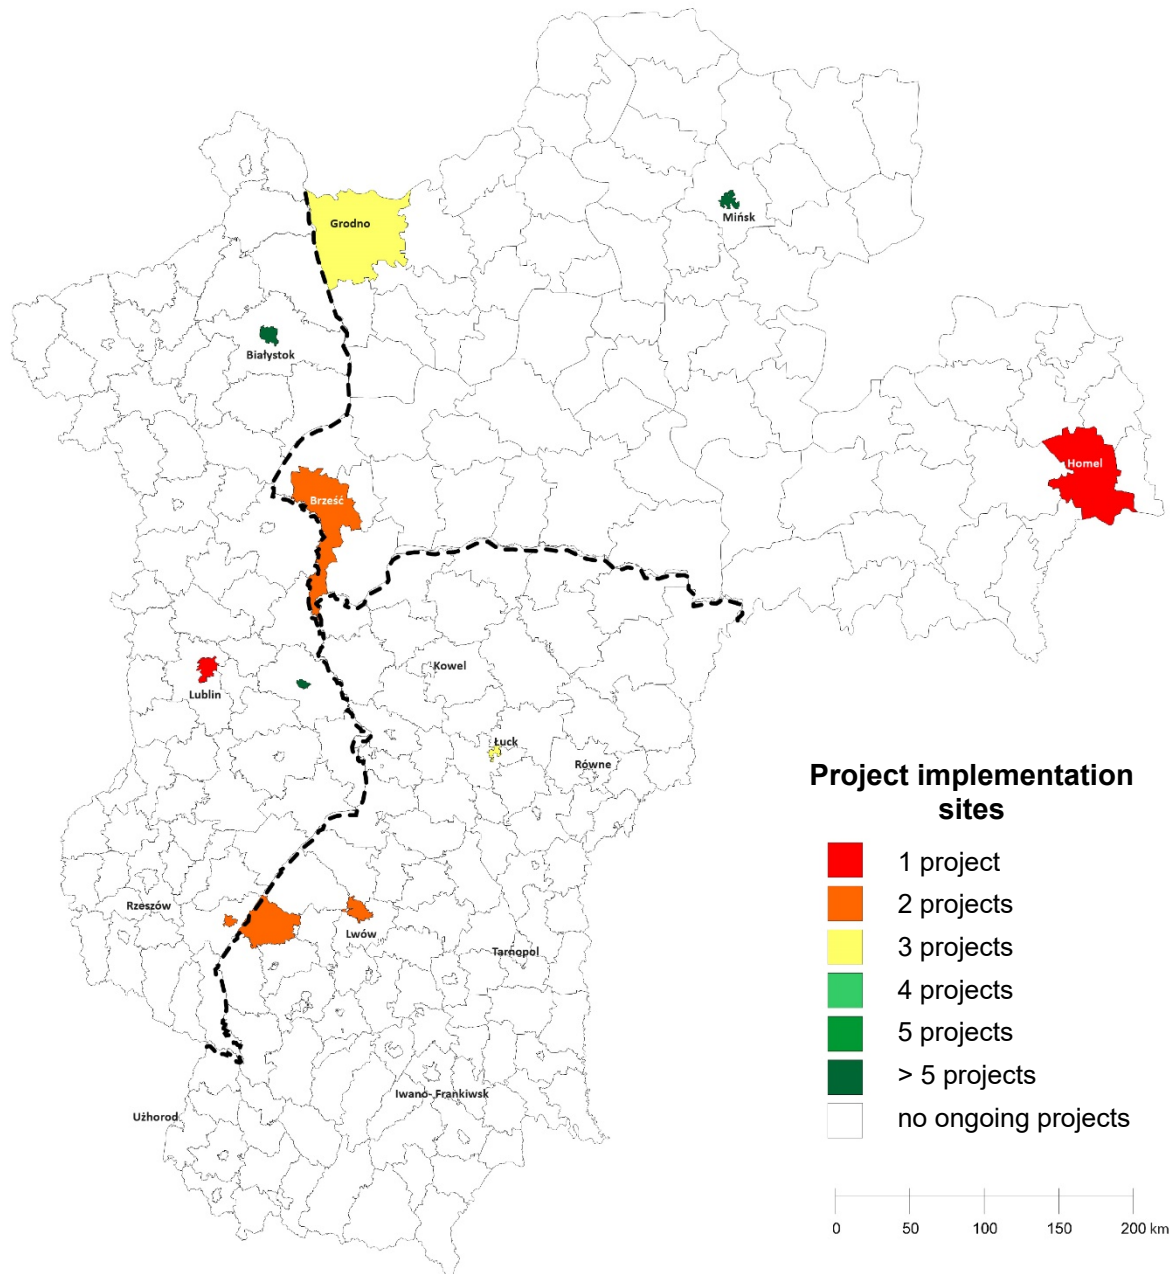 Grodno
Mińsk
Białystok
Homel
Brześć
Kowel
Lublin
Łuck
Równe
Project implementation
sites
1 project
2 projects
3 projects
4 projects
5 projects
> 5 projects
no ongoing projects
Rzeszów
Lwów
Tarnopol
Iwano- Frankiwsk
Użhorod
0 50 100 150 200 km